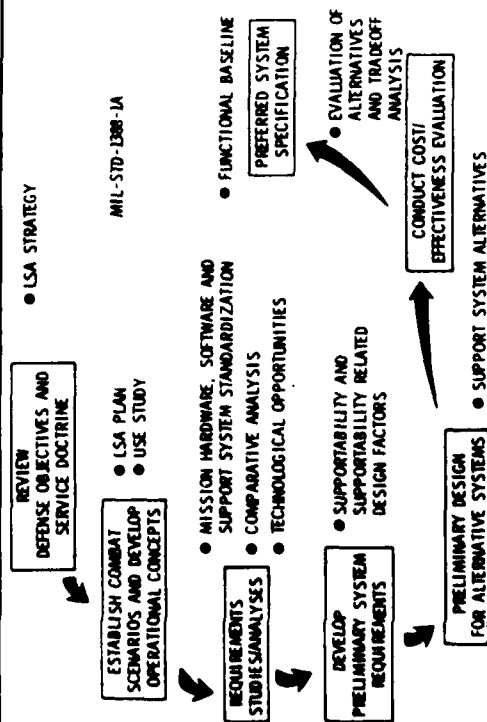 REVIEW
DEFENSE OBJECTIVES AND
SERVICE DOCTRINE
● LSA STRATEGY
ESTABLISH COMBAT
SCENARIOS AND DEVELOP
OPERATIONAL CONCEPTS
● LSA PLAN
● USE STUDY
MIL-STD-1388-1A
REQUIREMENTS
STUDIES/ANALYSES
● MISSION HARDWARE, SOFTWARE AND
SUPPORT SYSTEM STANDARDIZATION
● COMPARATIVE ANALYSIS
● TECHNOLOGICAL OPPORTUNITIES
● FUNCTIONAL BASELINE
PREFERRED SYSTEM
SPECIFICATION
DEVELOP
PRELIMINARY SYSTEM
REQUIREMENTS
● SUPPORTABILITY AND
SUPPORTABILITY RELATED
DESIGN FACTORS
● EVALUATION OF
ALTERNATIVES
AND TRADEOFF
ANALYSIS
CONDUCT COST/
EFFECTIVENESS EVALUATION
PRELIMINARY DESIGN
FOR ALTERNATIVE SYSTEMS
● SUPPORT SYSTEM ALTERNATIVES